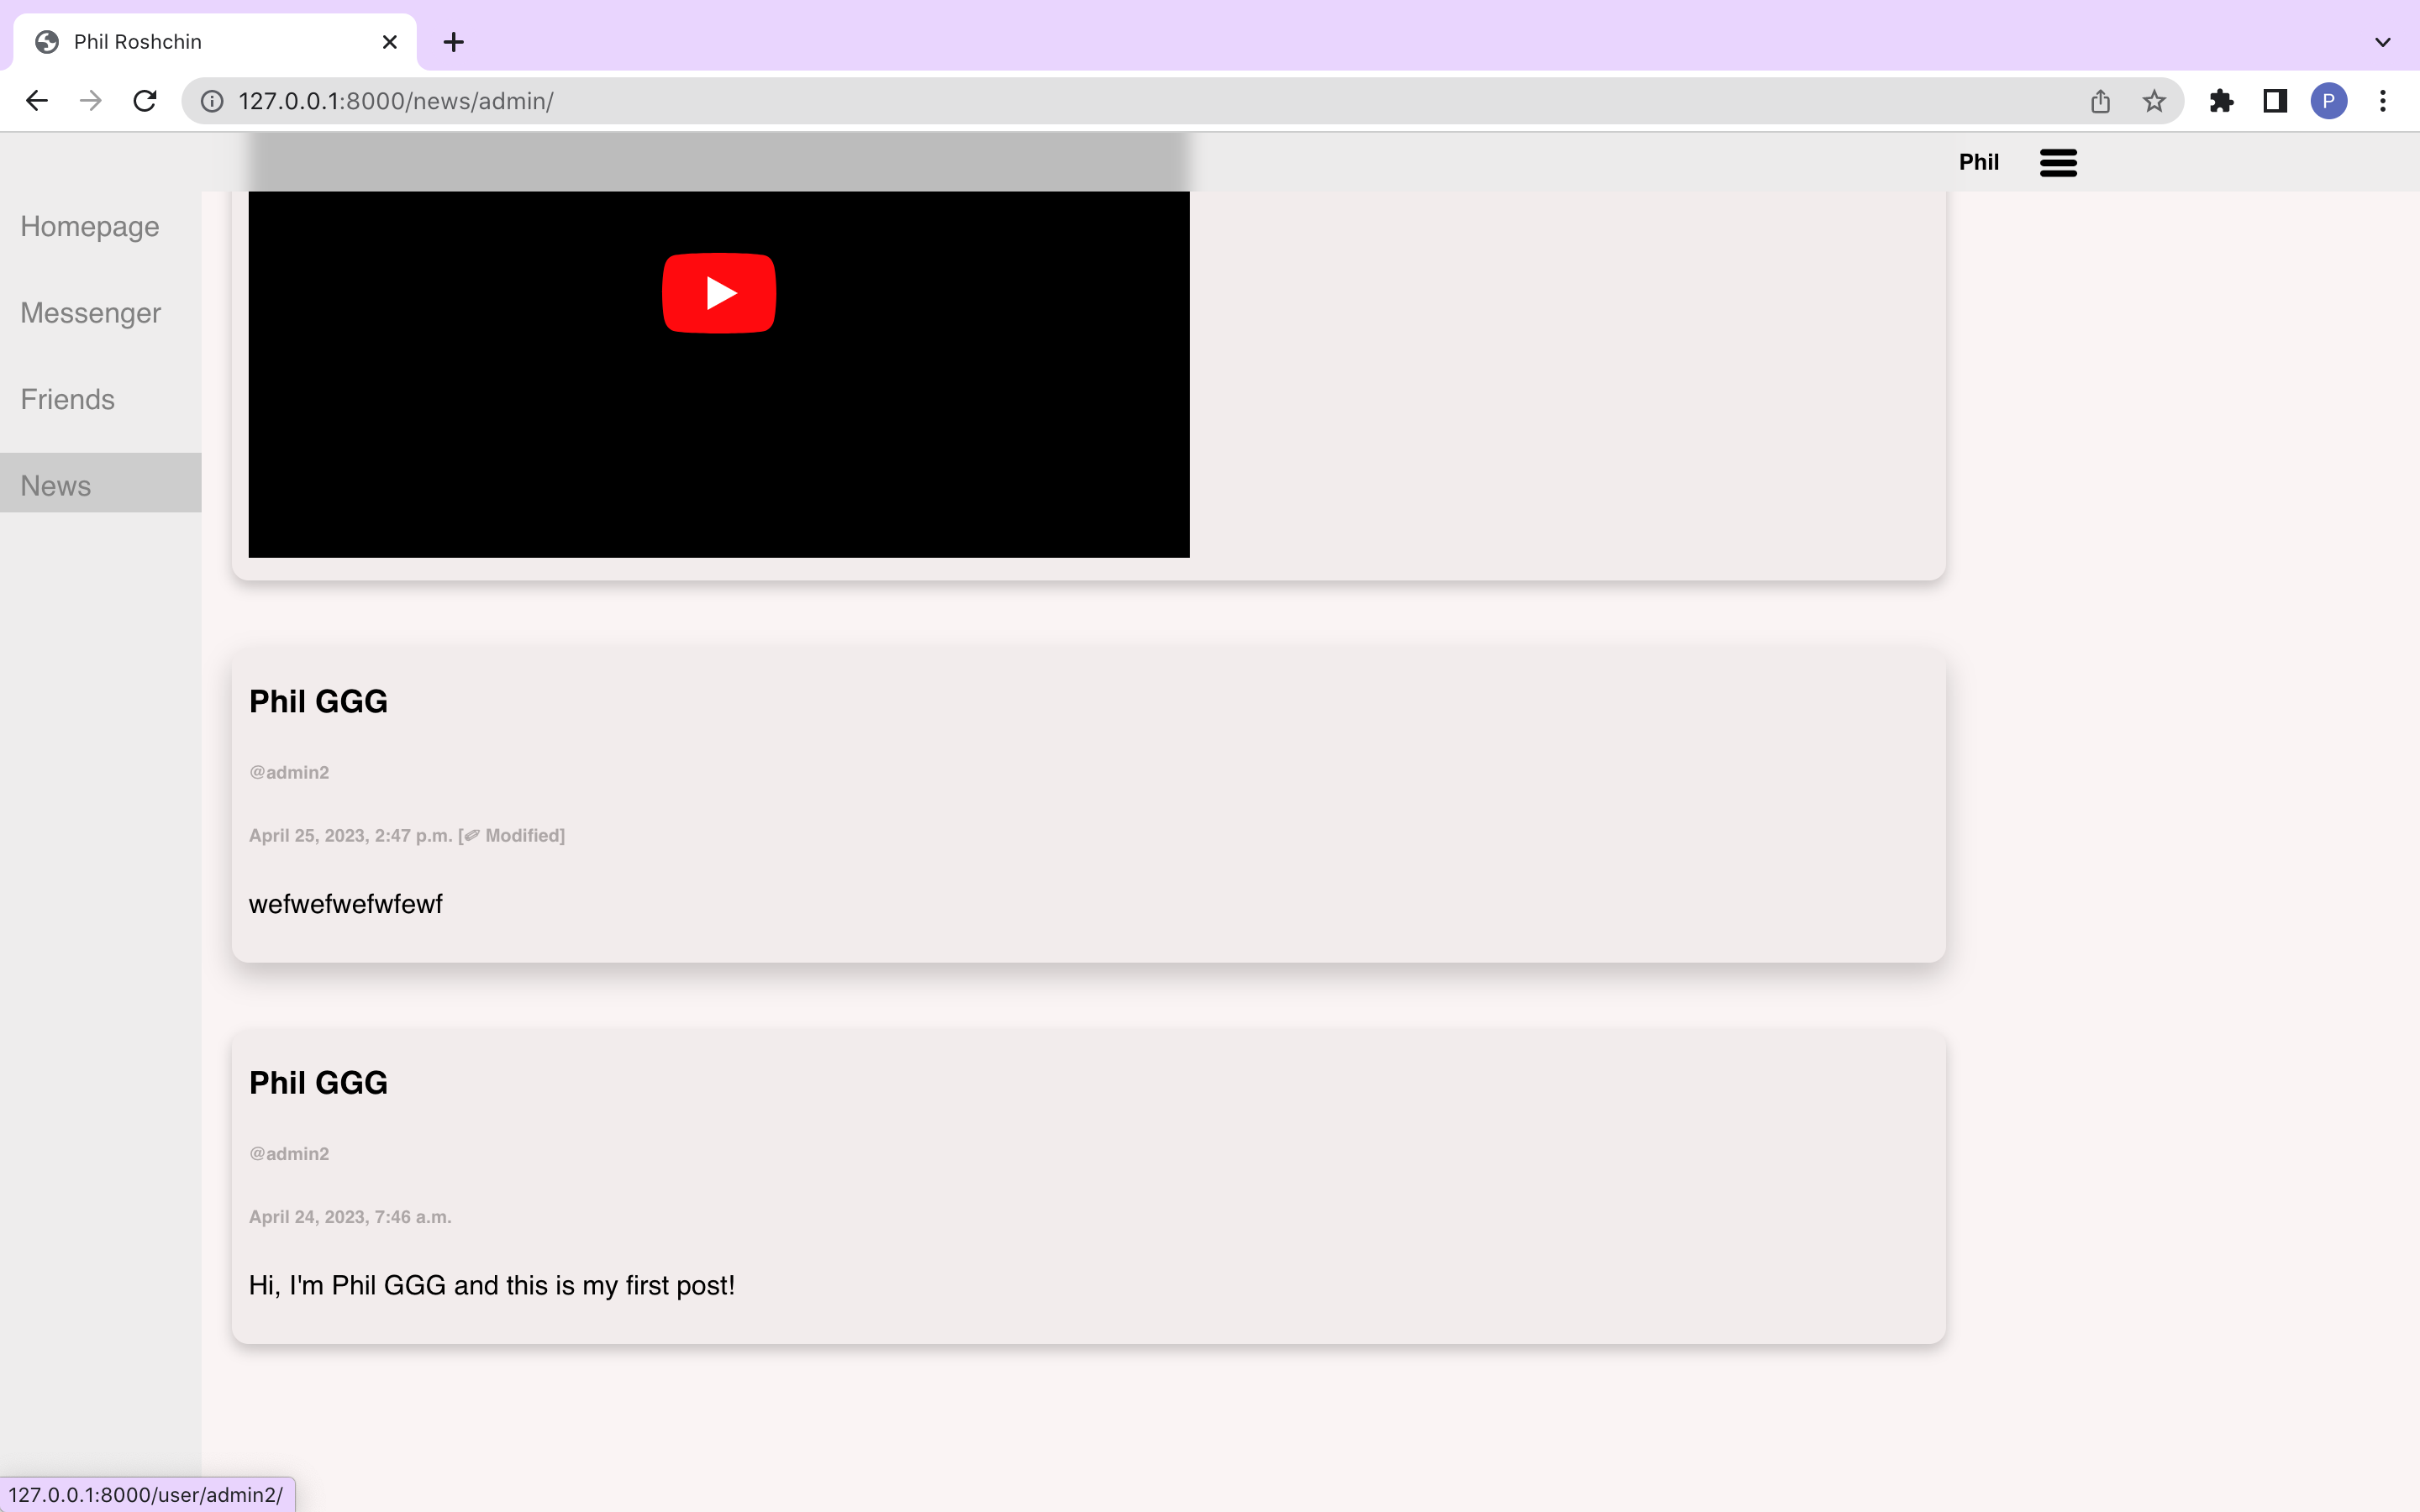 Phil Roshchin
127.0.0.1:8000/news/admin/
P
Phil
Homepage
Messenger
Friends
News
Phil GGG
@admin2
April 25, 2023, 2:47 p.m. [✐ Modified]
wefwefwefwfewf
Phil GGG
@admin2
April 24, 2023, 7:46 a.m.
Hi, I'm Phil GGG and this is my first post!
127.0.0.1:8000/user/admin2/